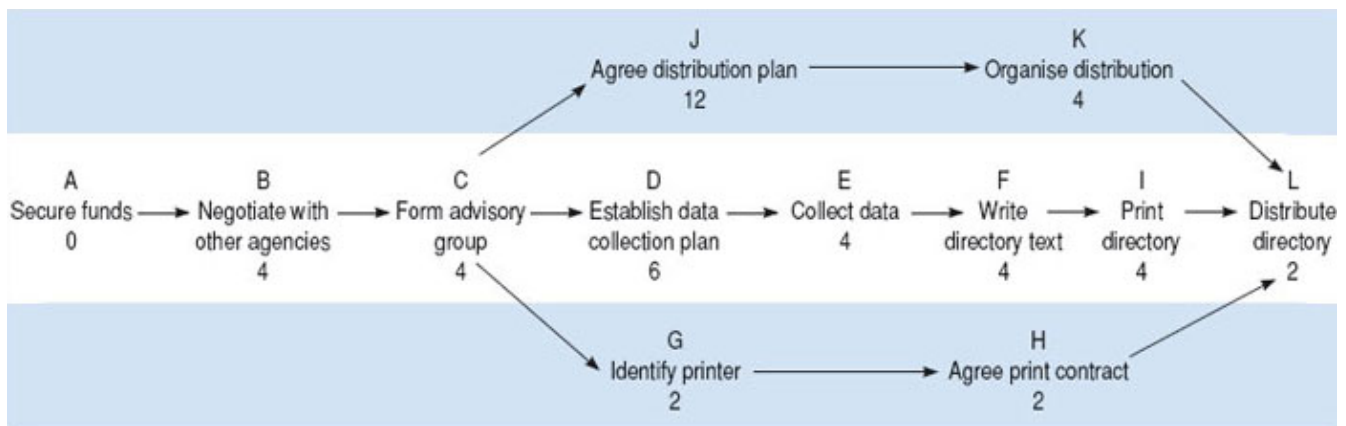 J
Agree distribution plan
12
K
Organise distribution
4
A
Secure funds
0
B
Negotiate with
other agencies
4
C
Form advisory
group
4
D
Establish data
collection plan
6
E
Collect data
4
F
Write
directory text
4
I
Print
directory
4
L
Distribute
directory
2
G
Identify printer
2
H
Agree print contract
2